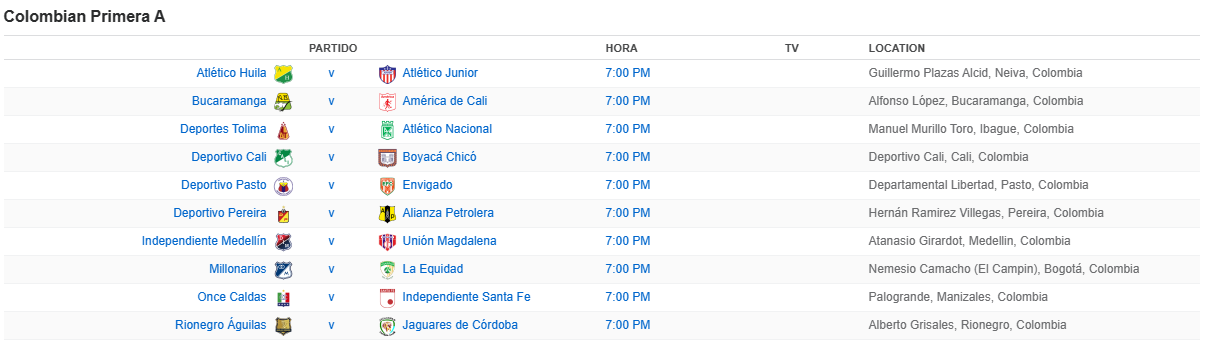 Colombian Primera A
PARTIDO HORA TV LOCATION
Atlético Huila v Atlético Junior 7:00 PM Guillermo Plazas Alcid, Neiva, Colombia
Bucaramanga v América de Cali 7:00 PM Alfonso López, Bucaramanga, Colombia
Deportes Tolima v Atlético Nacional 7:00 PM Manuel Murillo Toro, Ibague, Colombia
Deportivo Cali v Boyacá Chicó 7:00 PM Deportivo Cali, Cali, Colombia
Deportivo Pasto v Envigado 7:00 PM Departamental Libertad, Pasto, Colombia
Deportivo Pereira v Alianza Petrolera 7:00 PM Hernán Ramirez Villegas, Pereira, Colombia
Independiente Medellín v Unión Magdalena 7:00 PM Atanasio Girardot, Medellin, Colombia
Millonarios v La Equidad 7:00 PM Nemesio Camacho (El Campin), Bogotá, Colombia
Once Caldas v Independiente Santa Fe 7:00 PM Palogrande, Manizales, Colombia
Rionegro Águilas v Jaguares de Córdoba 7:00 PM Alberto Grisales, Rionegro, Colombia